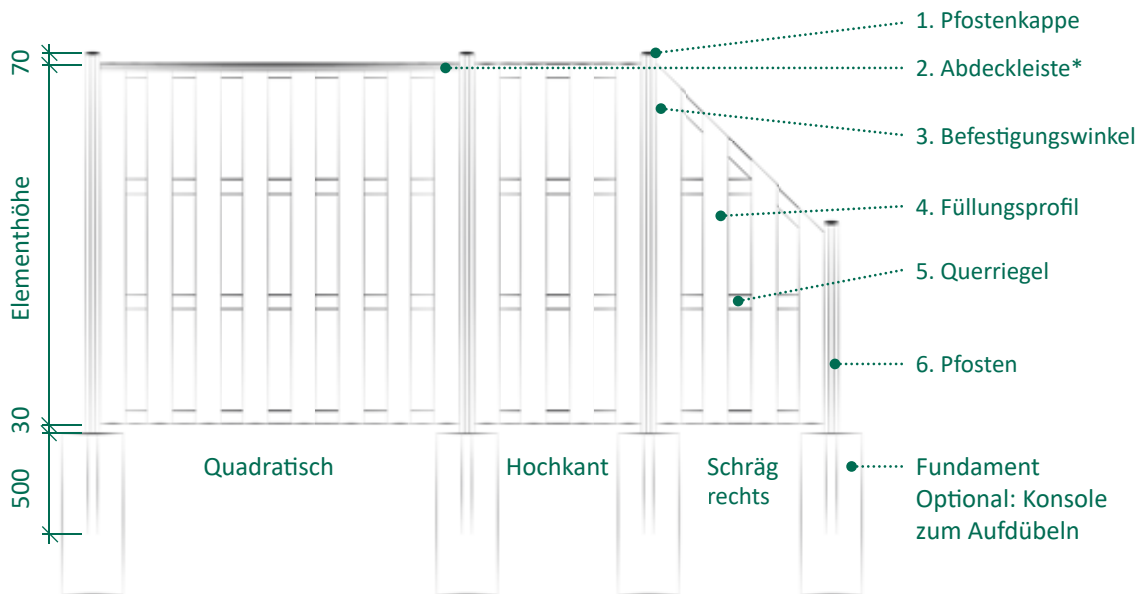 1. Pfostenkappe
2. Abdeckleiste*
3. Befestigungswinkel
4. Füllungsprofil
5. Querriegel
6. Pfosten
Fundament
Optional: Konsole
zum Aufdübeln
70
Elementhöhe
30
500
Quadratisch
Hochkant
Schräg
rechts